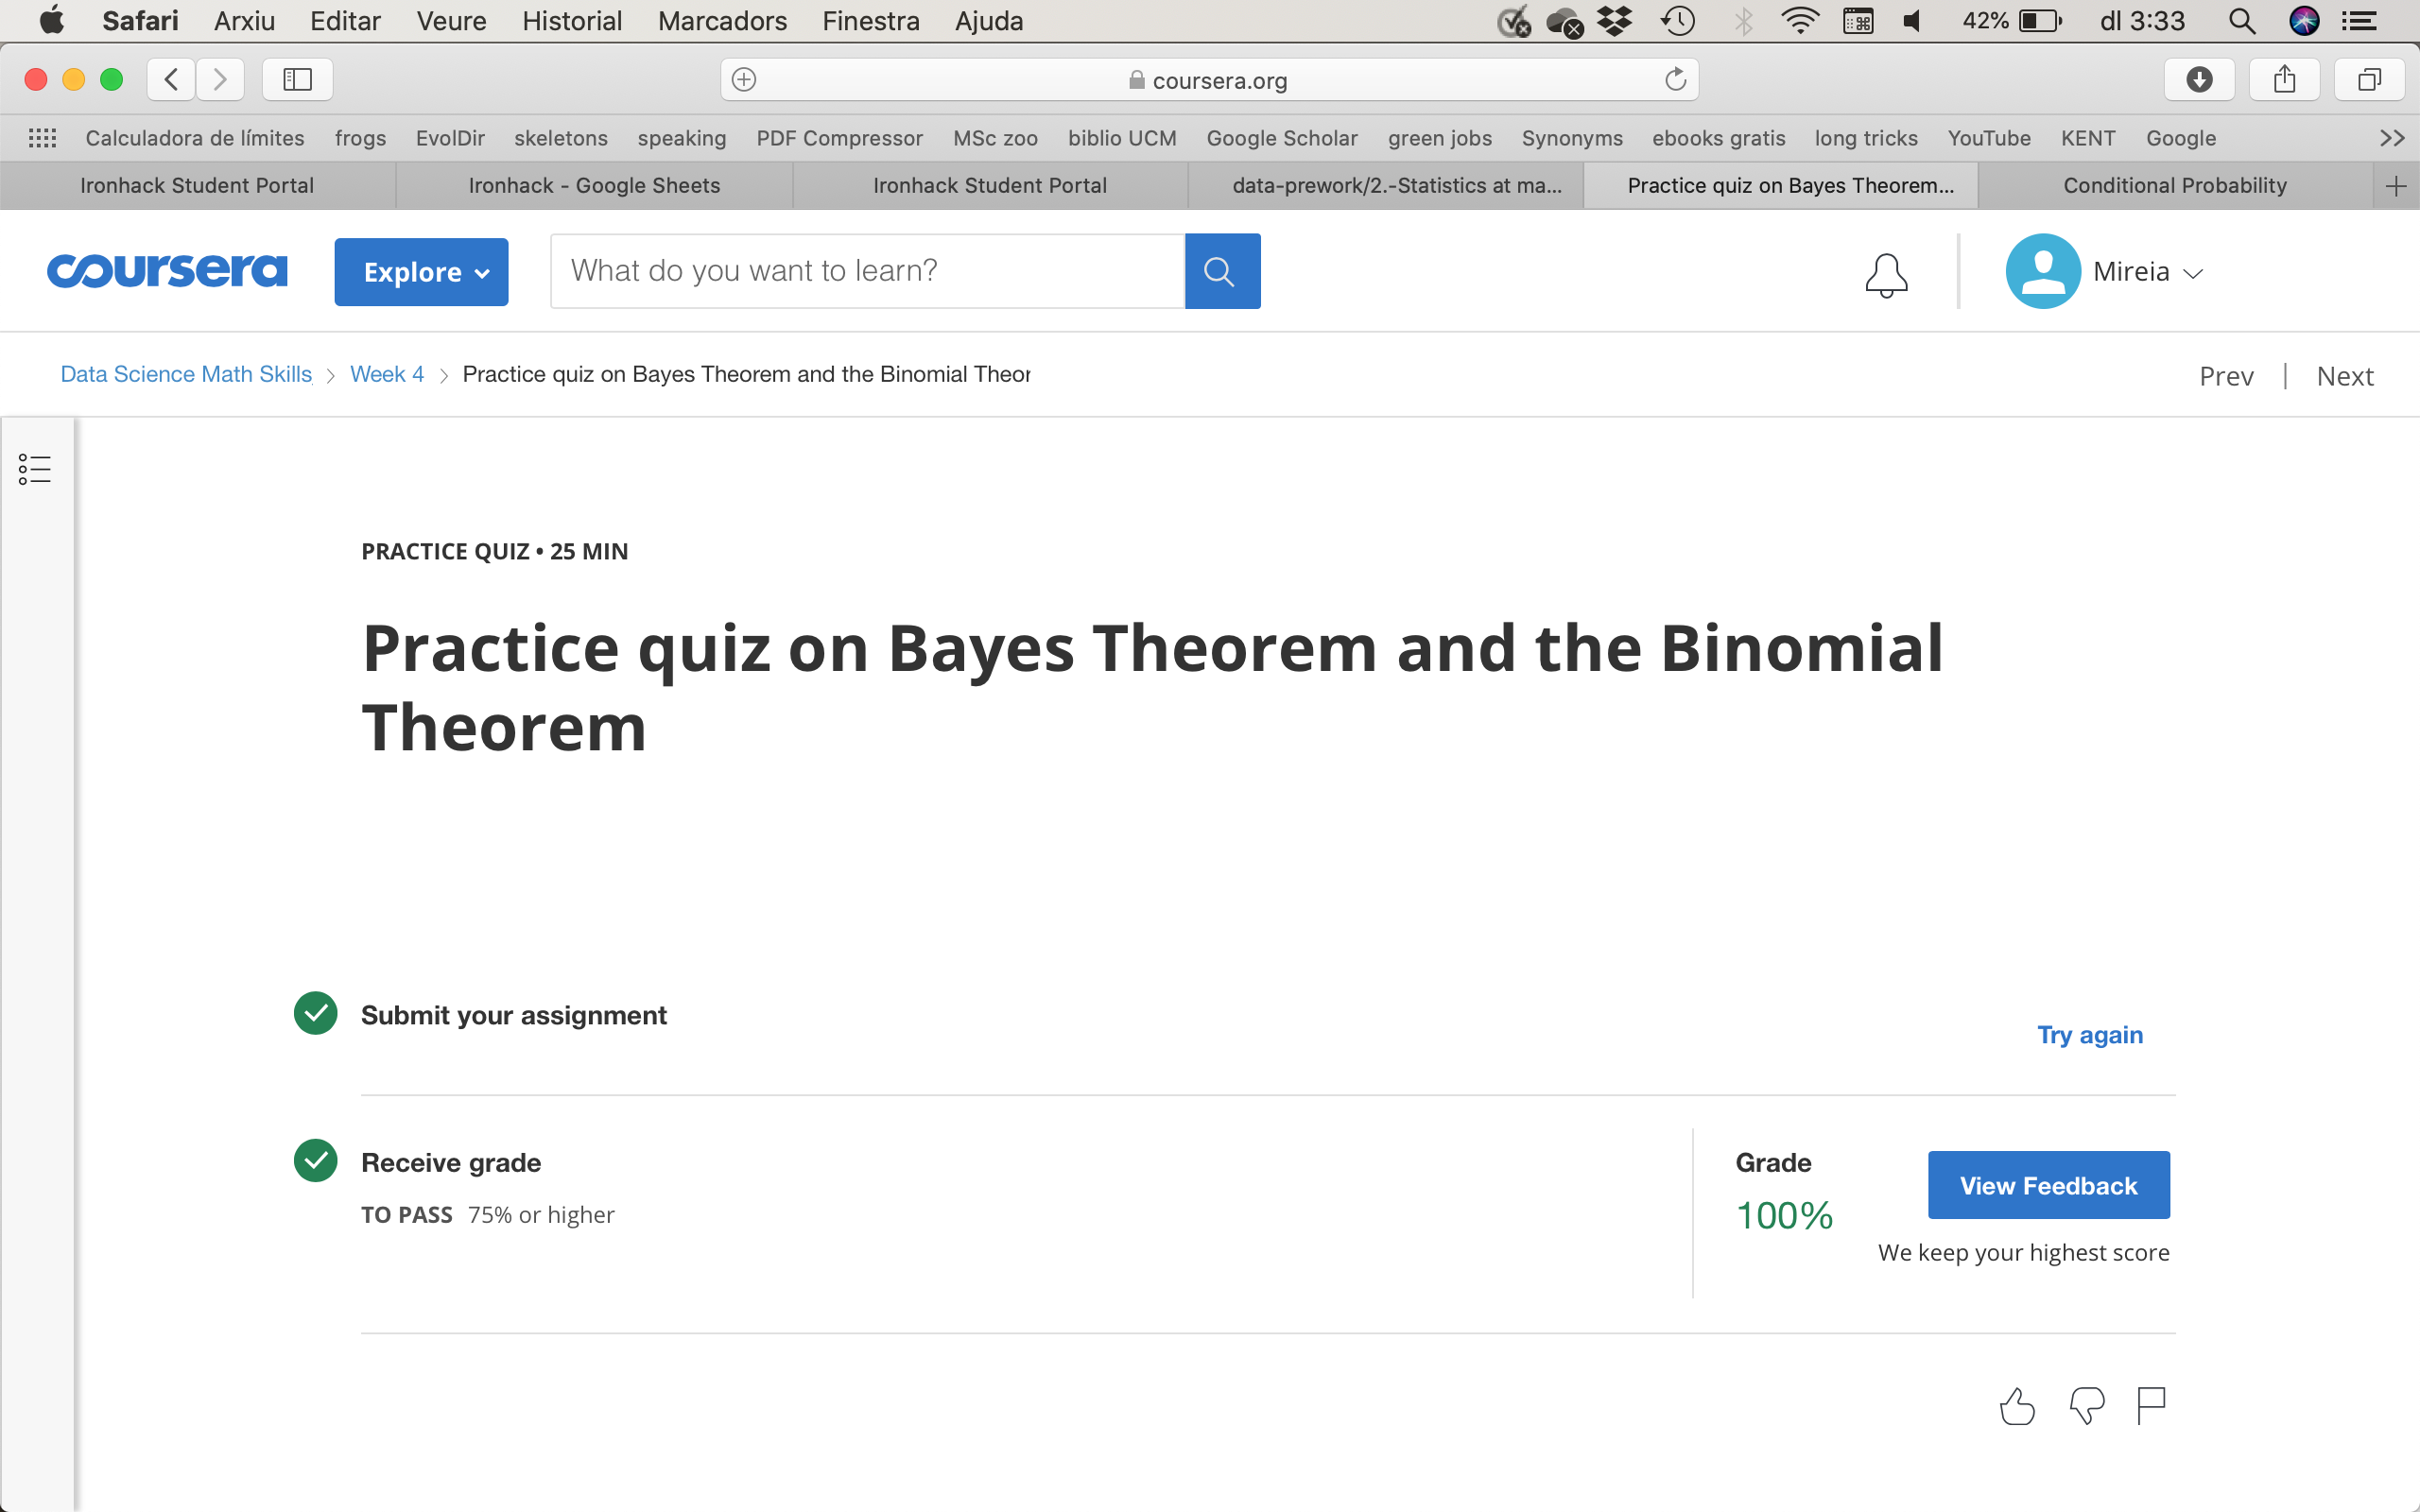 Safari Arxiu Editar Veure Historial Marcadors Finestra Ajuda 42% dl 3:33
coursera.org
Calculadora de límites frogs EvolDir skeletons speaking PDF Compressor MSc zoo biblio UCM Google Scholar green jobs Synonyms ebooks gratis long tricks YouTube KENT Google
Ironhack Student Portal Ironhack - Google Sheets Ironhack Student Portal data-prework/2.-Statistics at ma... Practice quiz on Bayes Theorem... Conditional Probability
coursera Explore What do you want to learn? Mireia
Data Science Math Skills > Week 4 > Practice quiz on Bayes Theorem and the Binomial Theor Prev | Next
PRACTICE QUIZ • 25 MIN
Practice quiz on Bayes Theorem and the Binomial
Theorem
Submit your assignment
Try again
Receive grade
TO PASS 75% or higher
Grade
100%
View Feedback
We keep your highest score